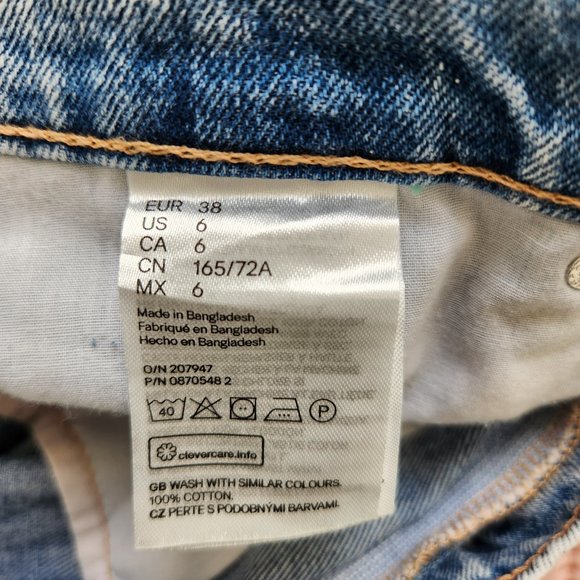 EUR 38
US 6
CA 6
CN 165/72A
MX 6
Made in Bangladesh
Fabriqué en Bangladesh
Hecho en Bangladesh
O/N 207947
P/N 0870548 2
40 P
clevercare.info
GB WASH WITH SIMILAR COLOURS.
100% COTTON.
CZ PERTE S PODOBNÝMI BARVAMI.